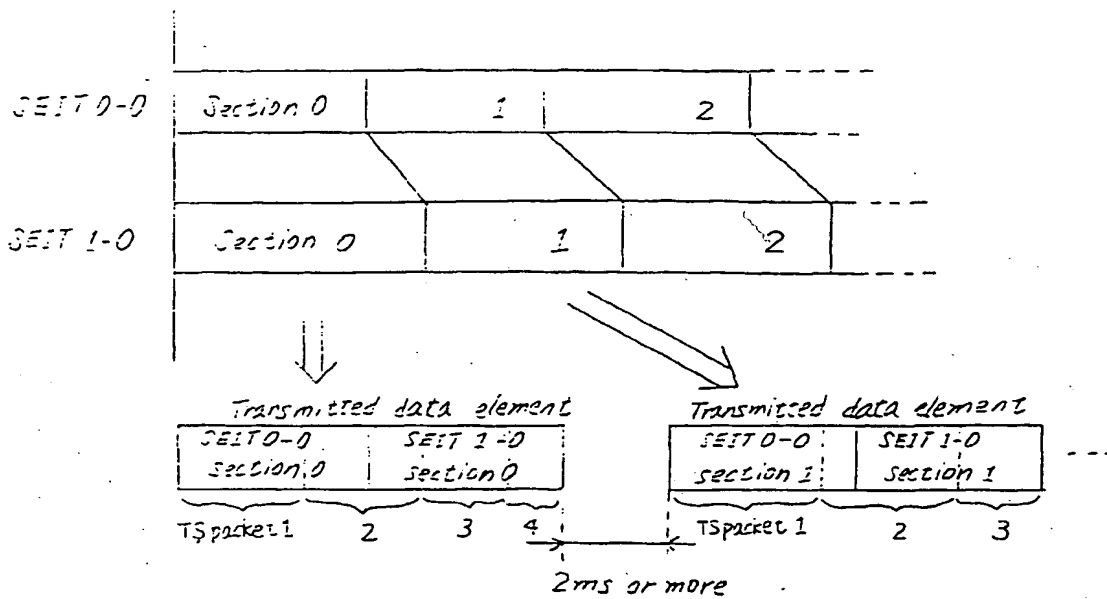 SEIT 0-0 Section 0 1 2
SEIT 1-0 Section 0 1 2
Transmitted data element Transmitted data element
SEIT 0-0 SEIT 1-0 SEIT 0-0 SEIT 1-0
section 0 section 0 section 1 section 1
TS packet 1 2 3 4 TS packet 1 2 3
2ms or more